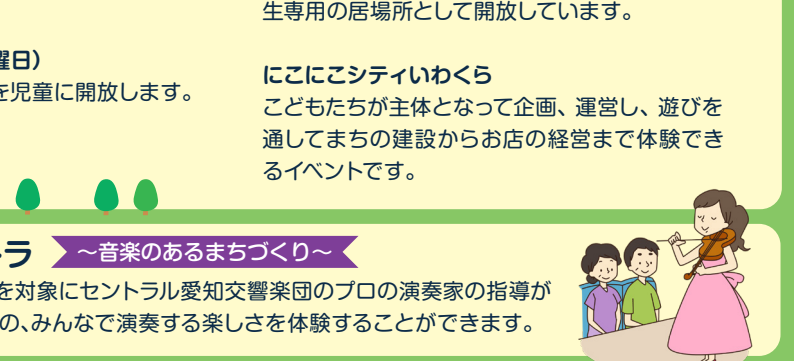 生専用の居場所として開放しています。
曜日）
を児童に開放します。
にこにこシティいわくら
こどもたちが主体となって企画、運営し、遊びを
通してまちの建設からお店の経営まで体験でき
るイベントです。
ラ ～音楽のあるまちづくり～
を対象にセントラル愛知交響楽団のプロの演奏家の指導が
の、みんなで演奏する楽しさを体験することができます。